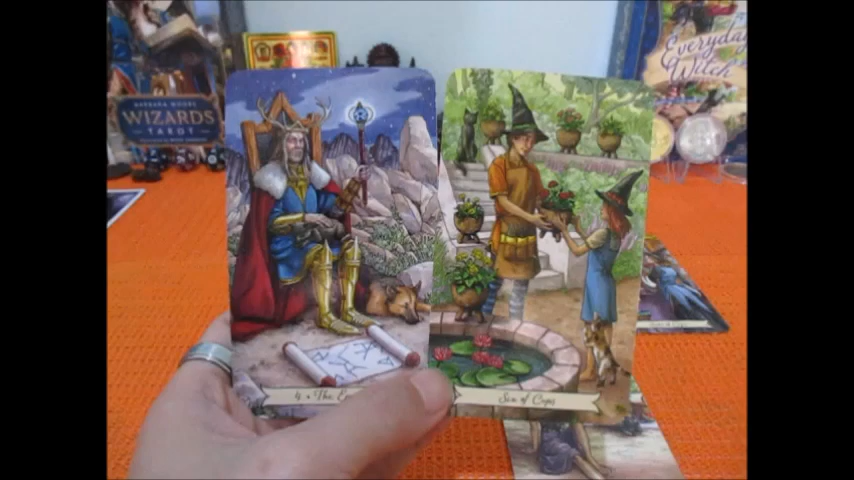 BARBARA MOORE
WIZARDS
TAROT
Everyday
Witch
4 • The E
Six of Cups